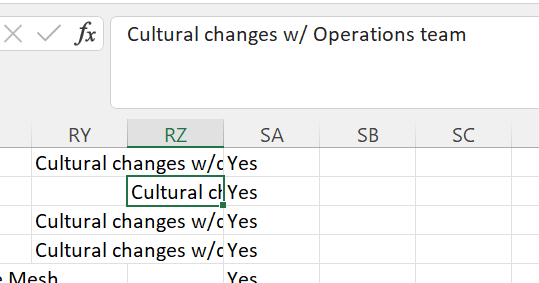 fx Cultural changes w/ Operations team
RY RZ SA SB SC
Cultural changes w/ Yes
Cultural Yes
Cultural changes w/ Yes
Cultural changes w/ Yes
Mesh Yes